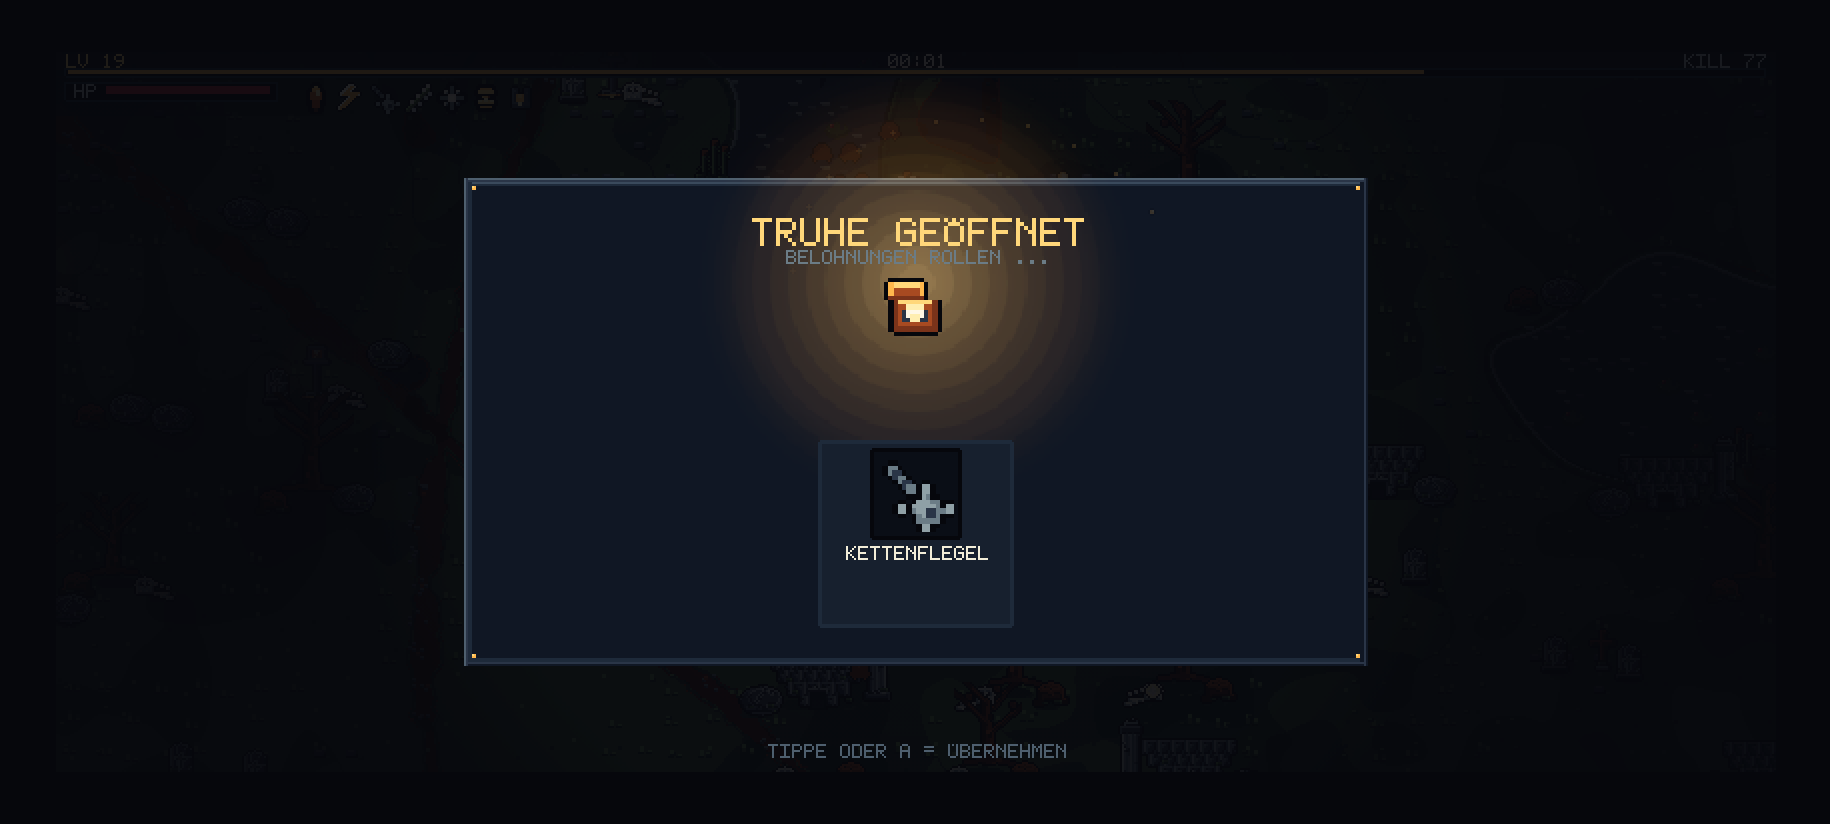 LV 19
00:01
KILL 77
HP
TRUHE GEÖFFNET
BELOHNUNGEN ROLLEN ...
KETTENFLEGEL
TIPPE ODER A = ÜBERNEHMEN